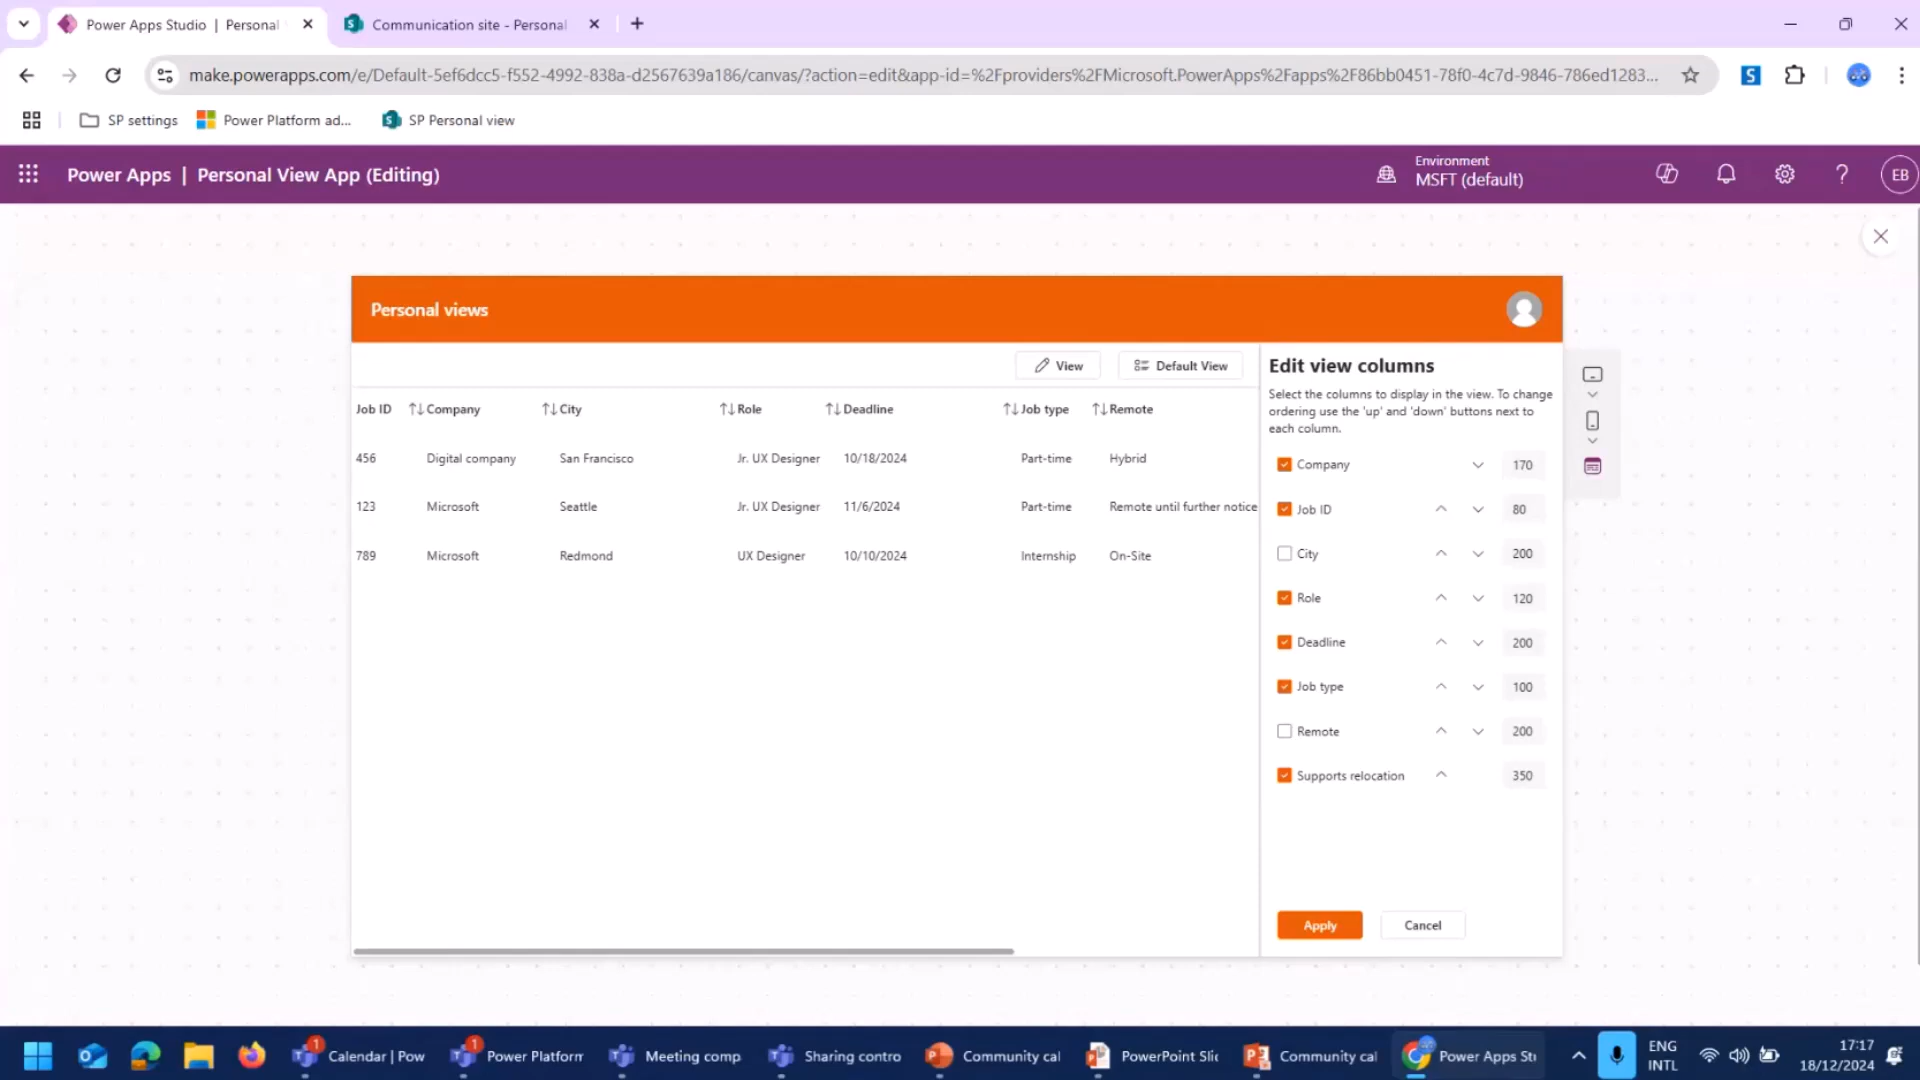 Power Apps Studio | Personal
Communication site - Personal
make.powerapps.com/e/Default-5ef6dcc5-f552-4992-838a-d2567639a186/canvas/?action=edit&app-id=%2Fproviders%2FMicrosoft.PowerApps%2Fapps%2F86bb0451-78f0-4c7d-9846-786ed1283...
S
SP settings
Power Platform ad...
SP Personal view
Power Apps | Personal View App (Editing)
Environment
MSFT (default)
EB
Personal views
View
Default View
Job ID Company City Role Deadline Job type Remote
456 Digital company San Francisco Jr. UX Designer 10/18/2024 Part-time Hybrid
123 Microsoft Seattle Jr. UX Designer 11/6/2024 Part-time Remote until further notice
789 Microsoft Redmond UX Designer 10/10/2024 Internship On-Site
Edit view columns
Select the columns to display in the view. To change
ordering use the 'up' and 'down' buttons next to
each column.
Company 170
Job ID 80
City 200
Role 120
Deadline 200
Job type 100
Remote 200
Supports relocation 350
Apply
Cancel
1
Calendar | Pow
1
Power Platform
Meeting comp
Sharing contro
Community cal
PowerPoint Slic
Community cal
Power Apps Stu
ENG
INTL
17:17
18/12/2024